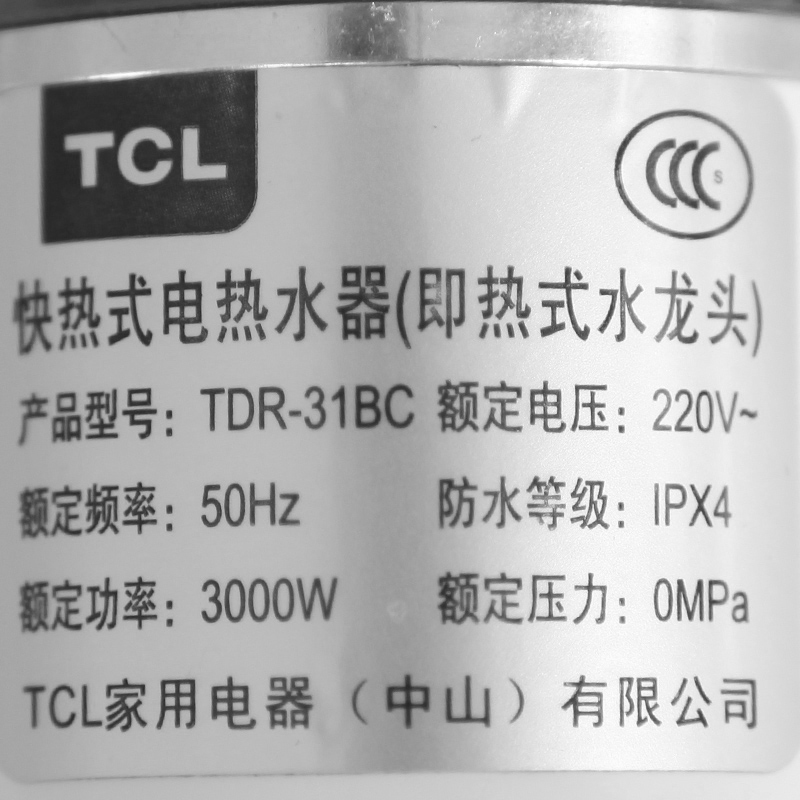 TCL
CCC S
快热式电热水器(即热式水龙头)
产品型号: TDR-31BC 额定电压: 220V~
额定频率: 50Hz 防水等级: IPX4
额定功率: 3000W 额定压力: 0MPa
TCL家用电器（中山）有限公司